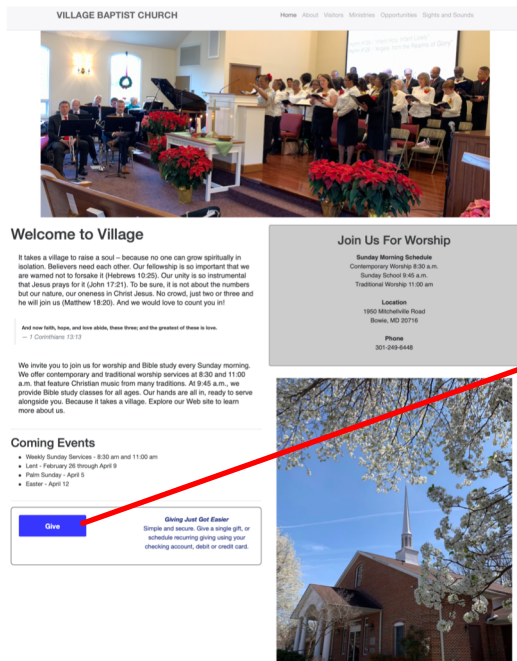 VILLAGE BAPTIST CHURCH
Home About Visitors Ministries Opportunities Sights and Sounds
Welcome to Village
It takes a village to raise a soul – because no one can grow spiritually in
isolation. Believers need each other. Our fellowship is so important that we
are warned not to forsake it (Hebrews 10:25). Our unity is so instrumental
that Jesus prays for it (John 17:21). To be sure, it is not about the numbers
but our nature, our oneness in Christ Jesus. No crowd, just two or three and
he will join us (Matthew 18:20). And we would love to count you in!
And now faith, hope, and love abide, these three; and the greatest of these is love.
— 1 Corinthians 13:13
We invite you to join us for worship and Bible study every Sunday morning.
We offer contemporary and traditional worship services at 8:30 and 11:00
a.m. that feature Christian music from many traditions. At 9:45 a.m., we
provide Bible study classes for all ages. Our hands are all in, ready to serve
alongside you. Because it takes a village. Explore our Web site to learn
more about us.
Coming Events
• Weekly Sunday Services - 8:30 am and 11:00 am
• Lent - February 26 through April 9
• Palm Sunday - April 5
• Easter - April 12
Give
Giving Just Got Easier
Simple and secure. Give a single gift, or
schedule recurring giving using your
checking account, debit or credit card.
Join Us For Worship
Sunday Morning Schedule
Contemporary Worship 8:30 a.m.
Sunday School 9:45 a.m.
Traditional Worship 11:00 am
Location
1950 Mitchellville Road
Bowie, MD 20716
Phone
301-249-6448